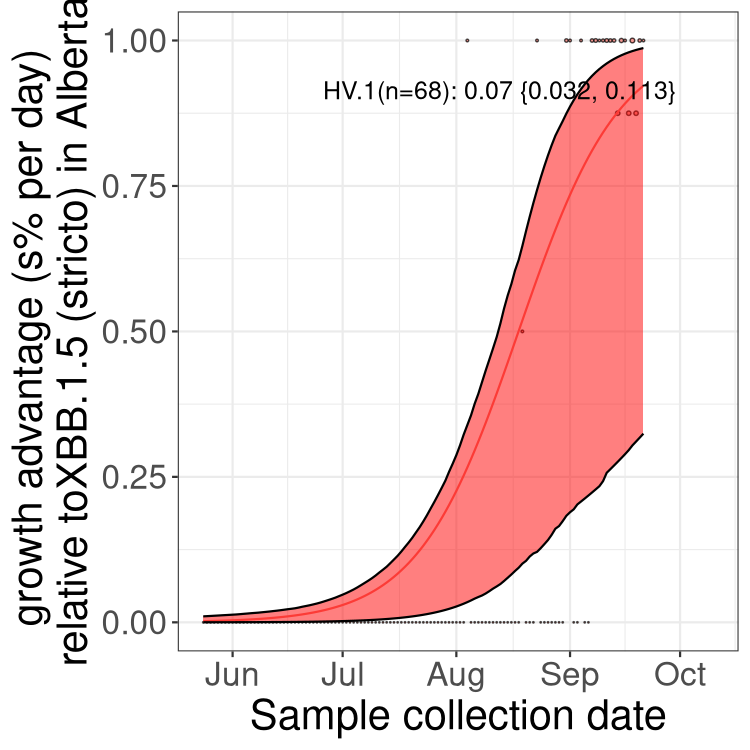 growth advantage (s% per day)
relative toXBB.1.5 (stricto) in Alberta
1.00
0.75
0.50
0.25
0.00
HV.1(n=68): 0.07 {0.032, 0.113}
Jun Jul Aug Sep Oct
Sample collection date